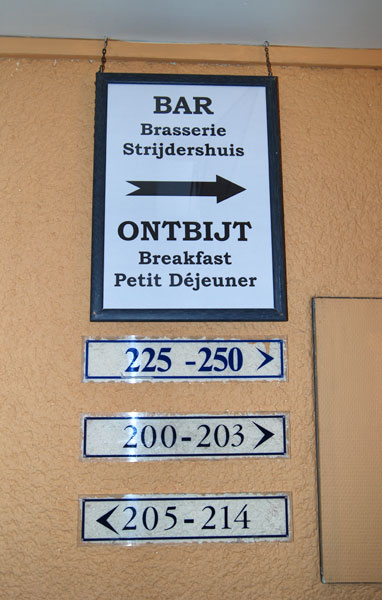 BAR
Brasserie
Strijdershuis
ONTBIJT
Breakfast
Petit Déjeuner
225 -250 >
200-203 >
< 205-214